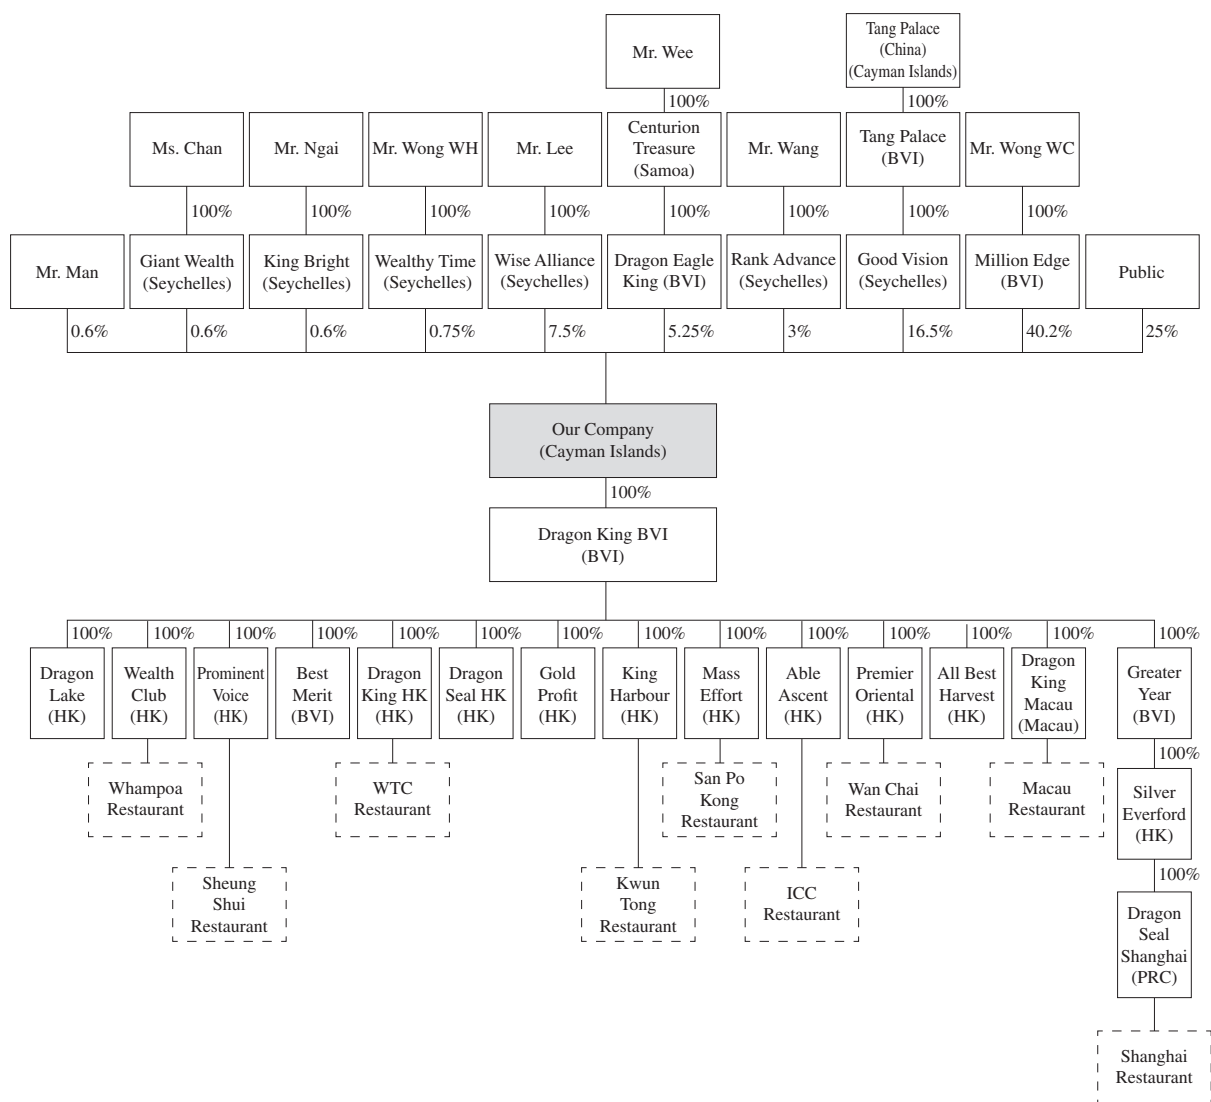 Mr. Wee
Tang Palace
(China)
(Cayman Islands)
100%
100%
Ms. Chan
Mr. Ngai
Mr. Wong WH
Mr. Lee
Centurion
Treasure
(Samoa)
Mr. Wang
Tang Palace
(BVI)
Mr. Wong WC
100%
100%
100%
100%
100%
100%
100%
100%
Mr. Man
Giant Wealth
(Seychelles)
King Bright
(Seychelles)
Wealthy Time
(Seychelles)
Wise Alliance
(Seychelles)
Dragon Eagle
King (BVI)
Rank Advance
(Seychelles)
Good Vision
(Seychelles)
Million Edge
(BVI)
Public
0.6%
0.6%
0.6%
0.75%
7.5%
5.25%
3%
16.5%
40.2%
25%
Our Company
(Cayman Islands)
100%
Dragon King BVI
(BVI)
100%
100%
100%
100%
100%
100%
100%
100%
100%
100%
100%
100%
100%
100%
Dragon
Lake
(HK)
Wealth
Club
(HK)
Prominent
Voice
(HK)
Best
Merit
(BVI)
Dragon
King HK
(HK)
Dragon
Seal HK
(HK)
Gold
Profit
(HK)
King
Harbour
(HK)
Mass
Effort
(HK)
Able
Ascent
(HK)
Premier
Oriental
(HK)
All Best
Harvest
(HK)
Dragon
King
Macau
(Macau)
Greater
Year
(BVI)
100%
Whampoa
Restaurant
WTC
Restaurant
San Po
Kong
Restaurant
Wan Chai
Restaurant
Macau
Restaurant
Silver
Everford
(HK)
100%
Sheung
Shui
Restaurant
Kwun
Tong
Restaurant
ICC
Restaurant
Dragon
Seal
Shanghai
(PRC)
Shanghai
Restaurant